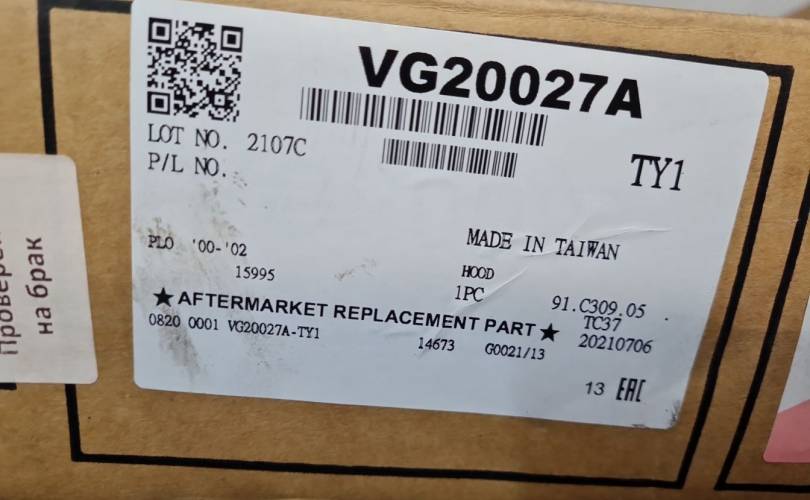 VG20027A
LOT NO. 2107C
P/L NO.
TY1
PLO '00-'02
MADE IN TAIWAN
15995
HOOD
1PC
91.C309.05
★AFTERMARKET REPLACEMENT PART★
TC37
0820 0001 VG20027A-TY1
14673
G0021/13
20210706
13 EAC
на брак